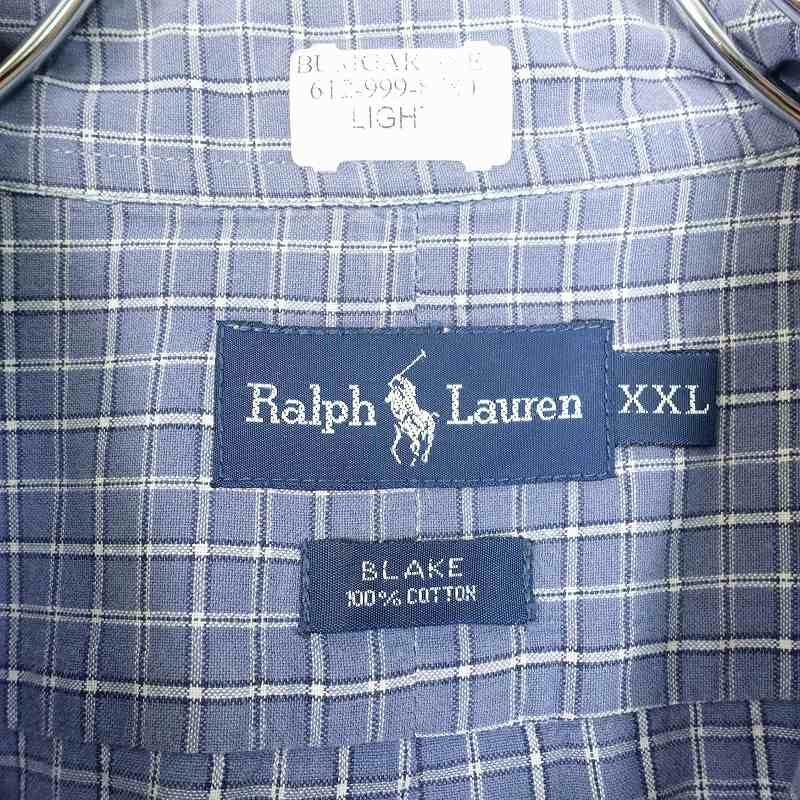 LIGHT
Ralph Lauren
XXL
BLAKE
100% COTTON